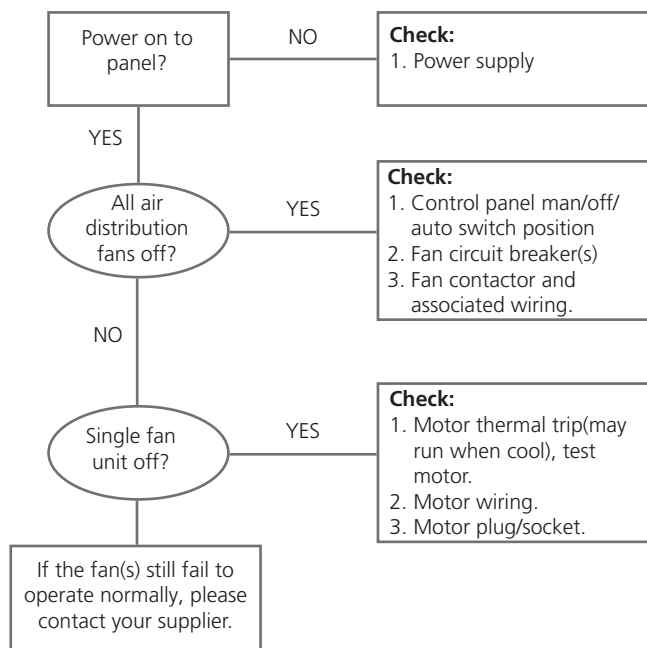 Power on to
panel?
NO
Check:
1. Power supply
YES
All air
distribution
fans off?
YES
Check:
1. Control panel man/off/
auto switch position
2. Fan circuit breaker(s)
3. Fan contactor and
associated wiring.
NO
Single fan
unit off?
YES
Check:
1. Motor thermal trip(may
run when cool), test
motor.
2. Motor wiring.
3. Motor plug/socket.
If the fan(s) still fail to
operate normally, please
contact your supplier.